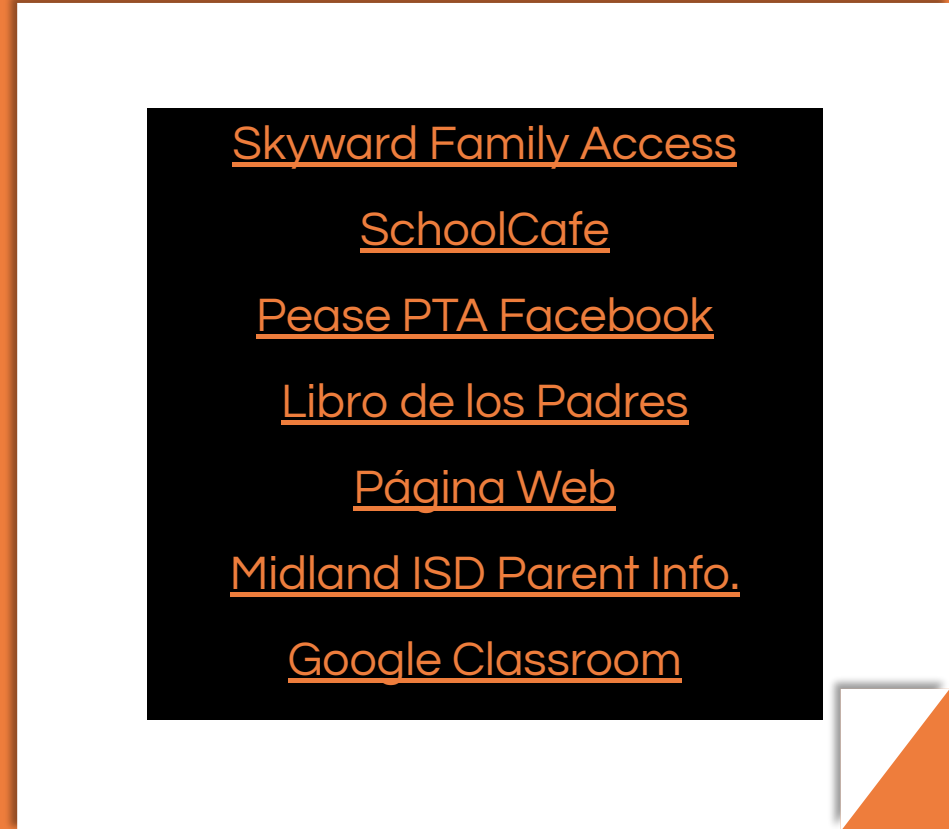 Skyward Family Access
SchoolCafe
Pease PTA Facebook
Libro de los Padres
Página Web
Midland ISD Parent Info.
Google Classroom